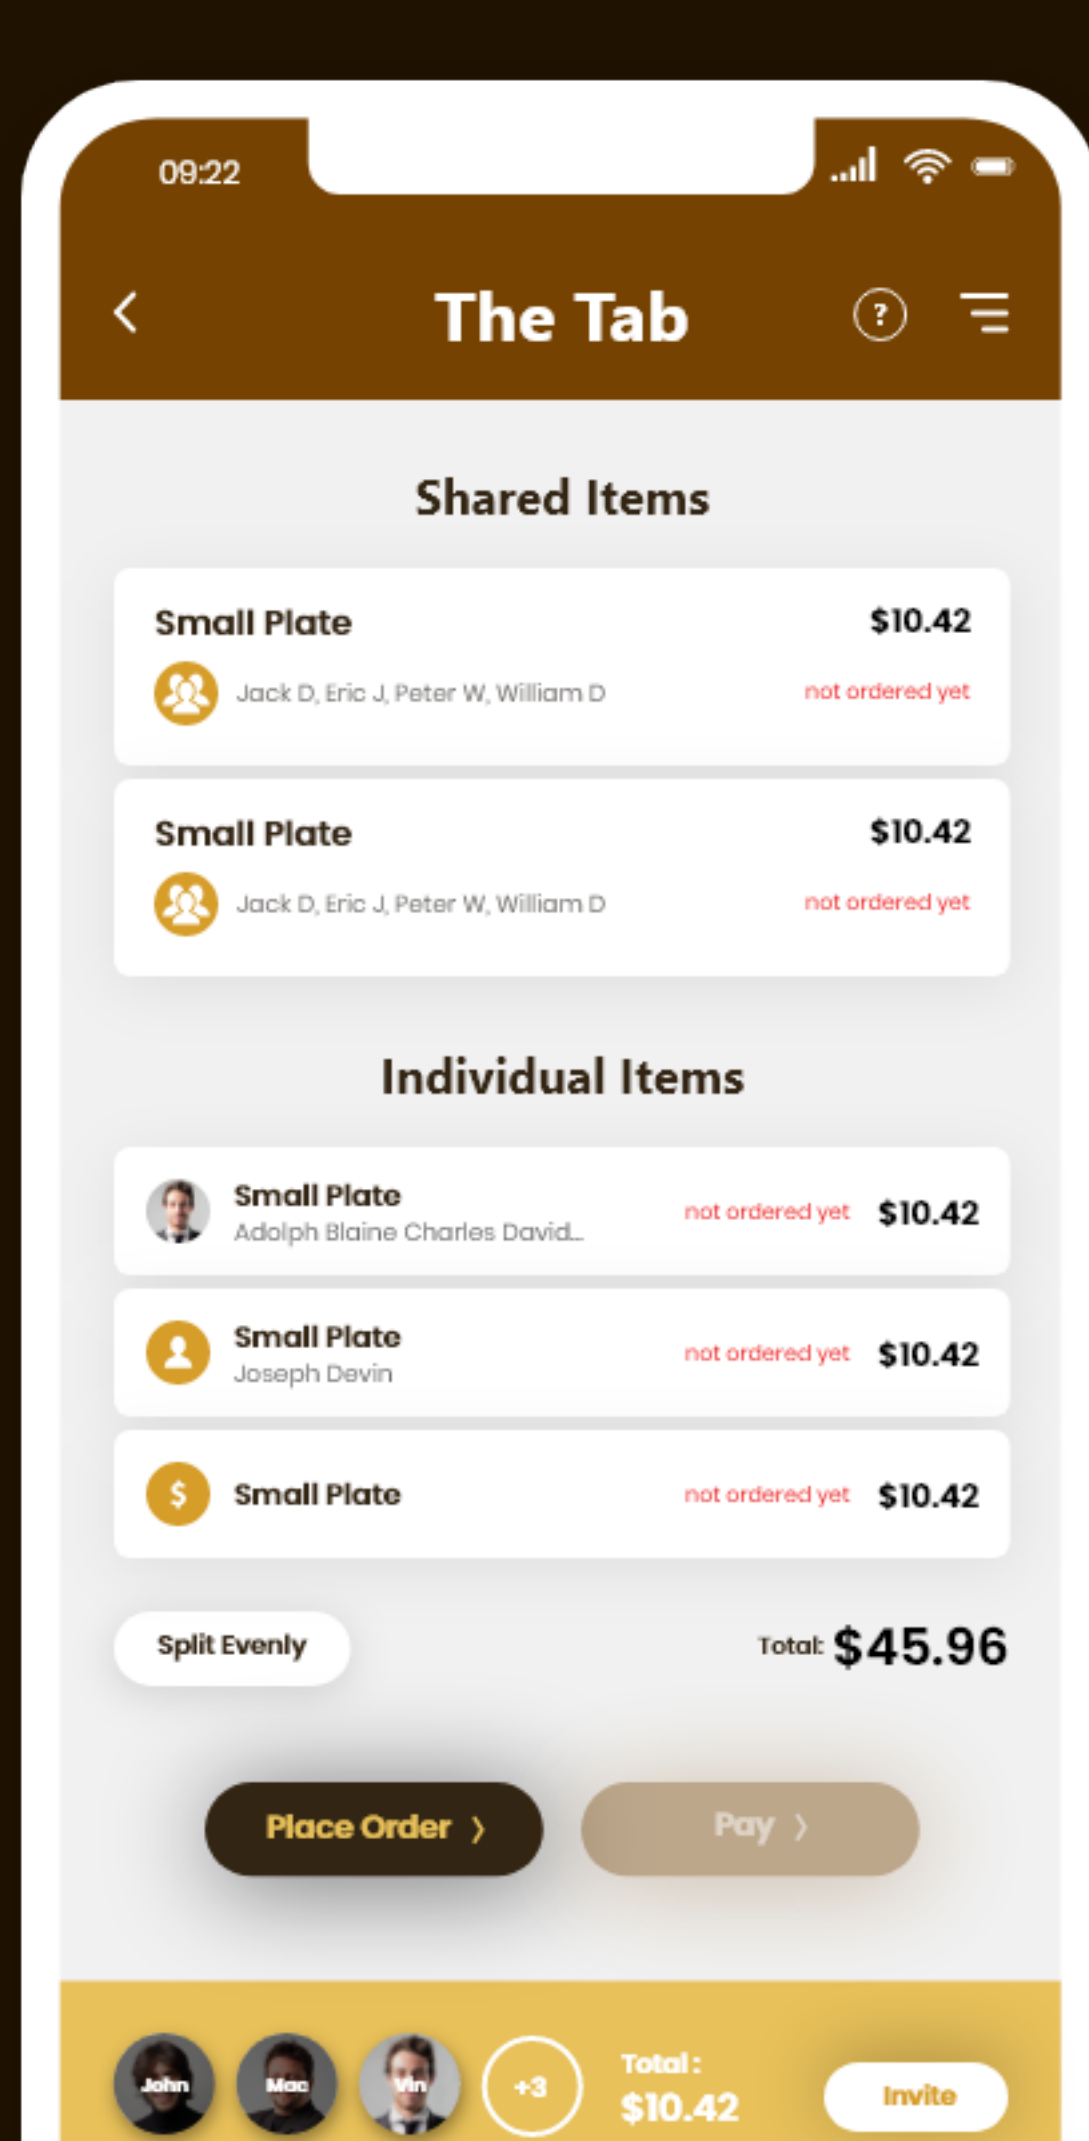 09:22
The Tab
?
Shared Items
Small Plate $10.42
Jack D, Eric J, Peter W, William D not ordered yet
Small Plate $10.42
Jack D, Eric J, Peter W, William D not ordered yet
Individual Items
Small Plate
Adolph Blaine Charles David...
not ordered yet $10.42
Small Plate
Joseph Devin
not ordered yet $10.42
$ Small Plate not ordered yet $10.42
Split Evenly Total: $45.96
Place Order > Pay >
John Mac Vin +3
Total :
$10.42
Invite